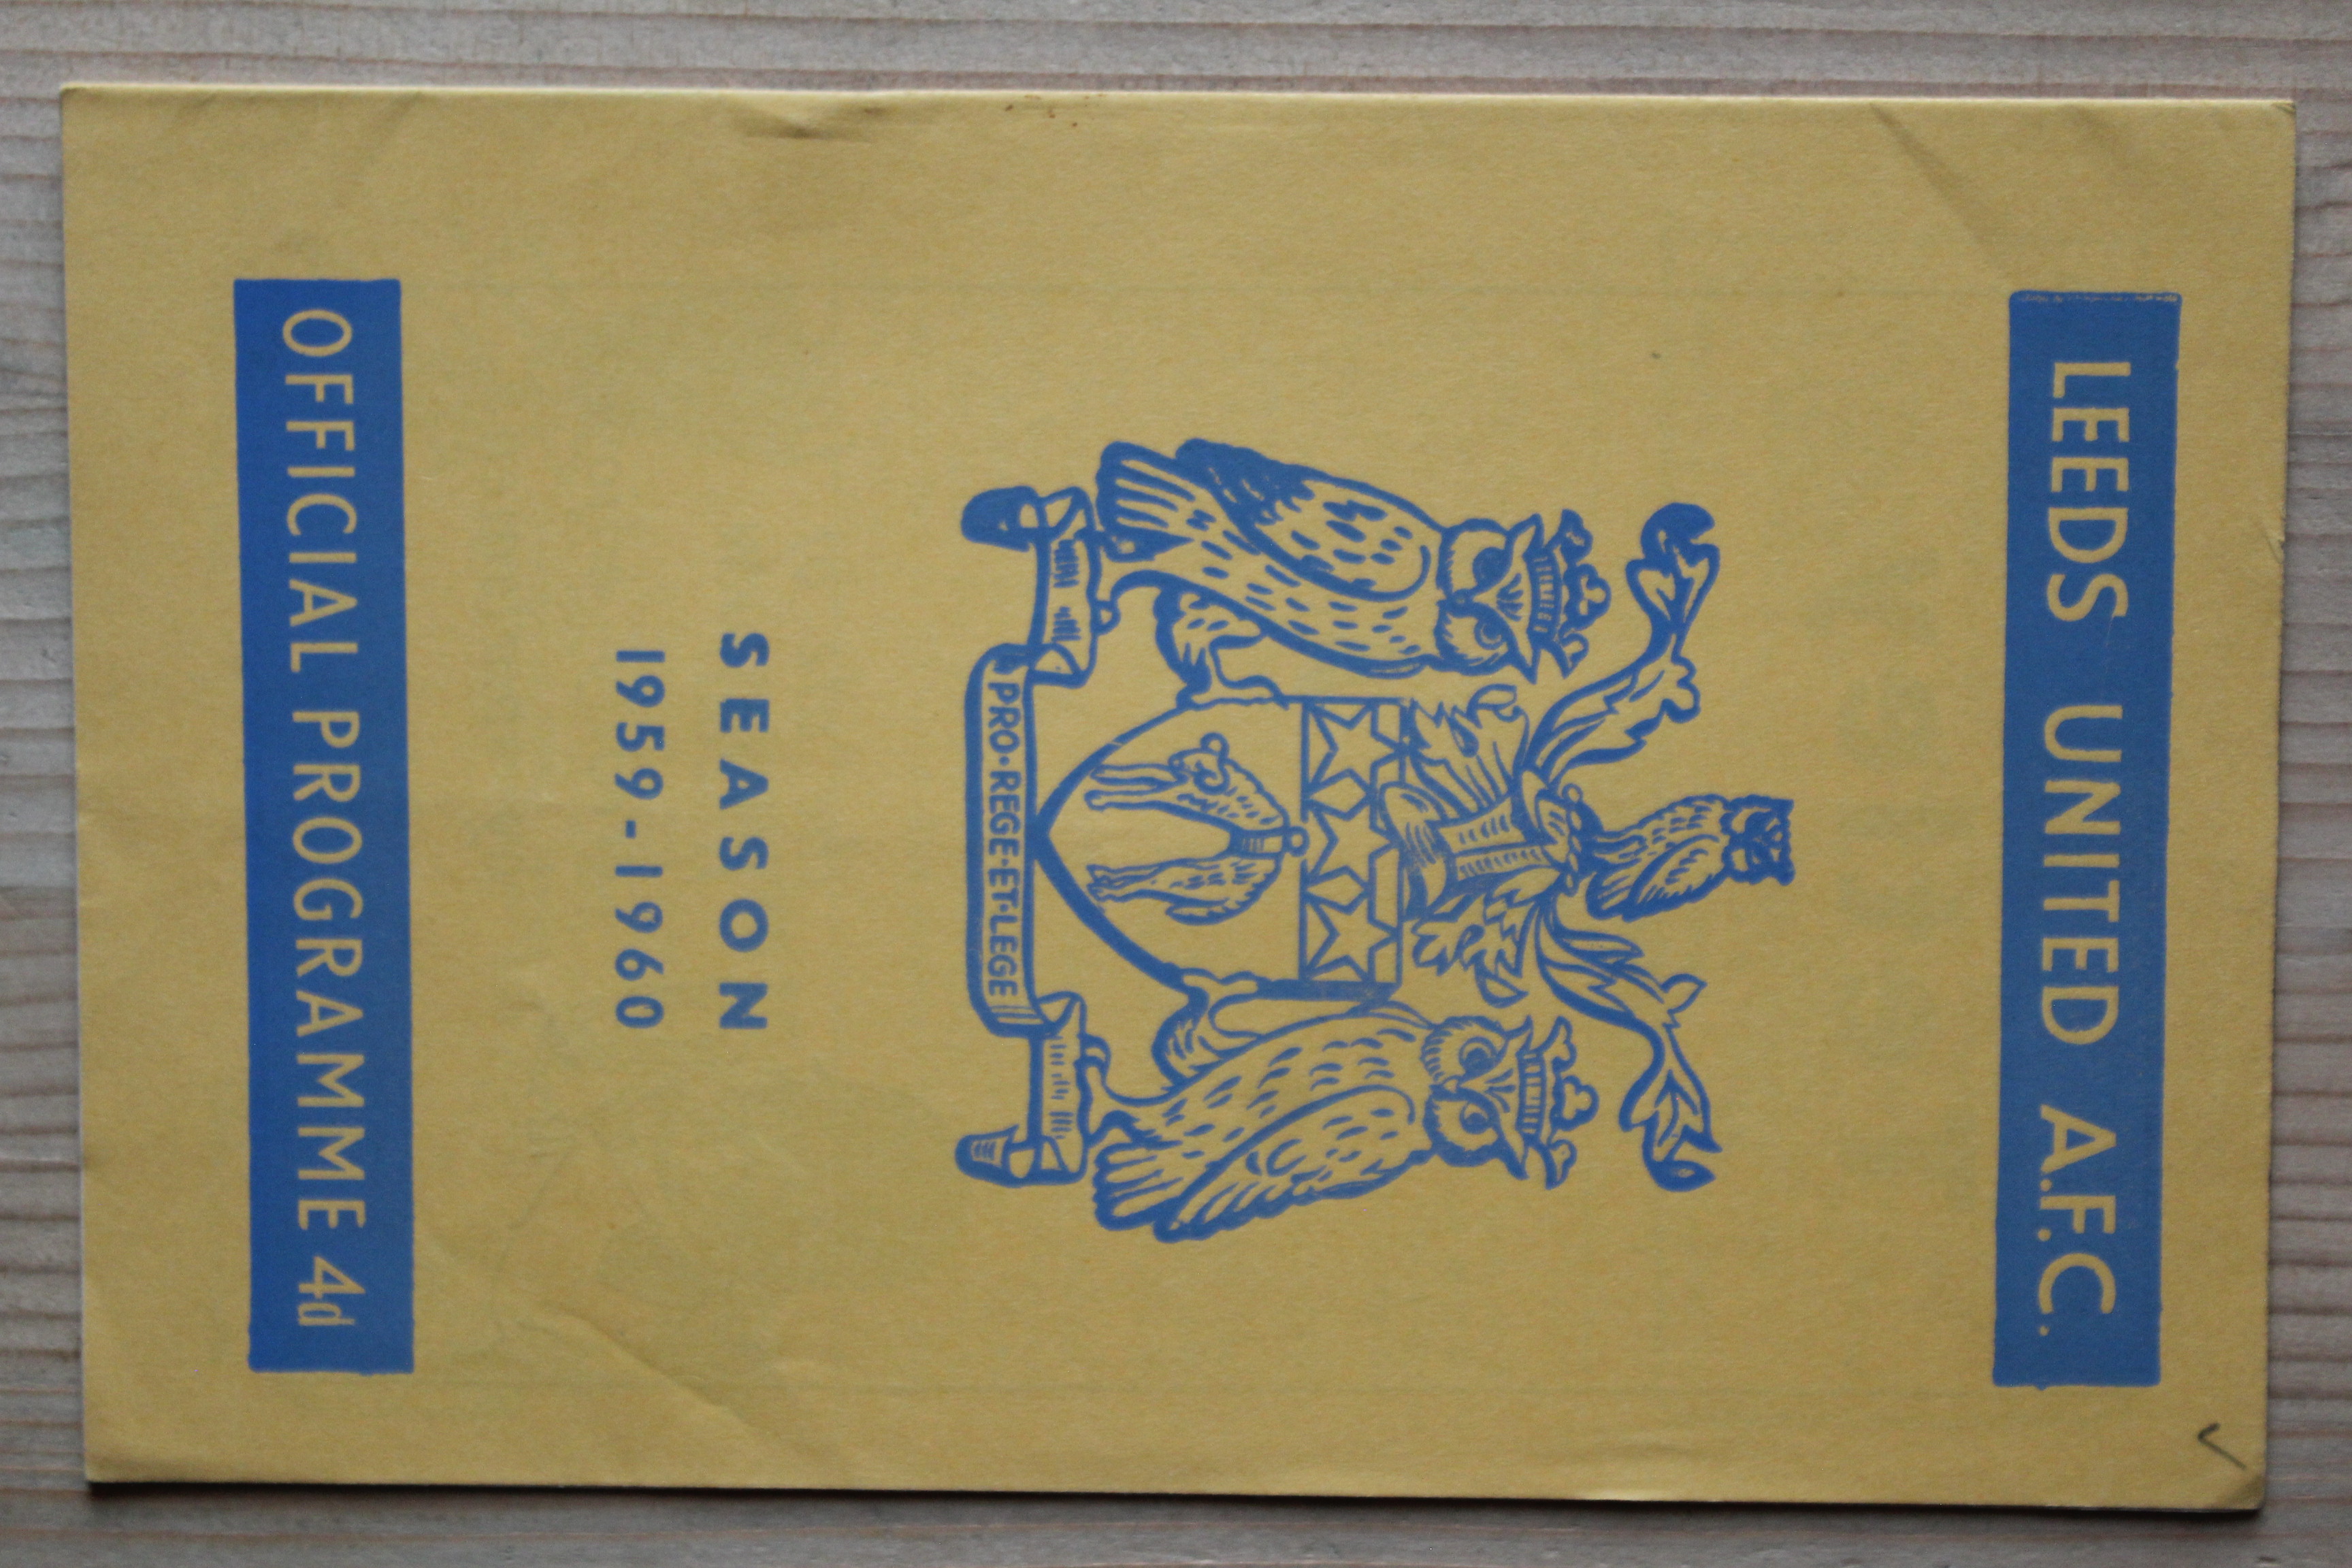 LEEDS UNITED A.F.C.
PRO·REGE·ET·LEGE
SEASON
1959-1960
OFFICIAL PROGRAMME 4d